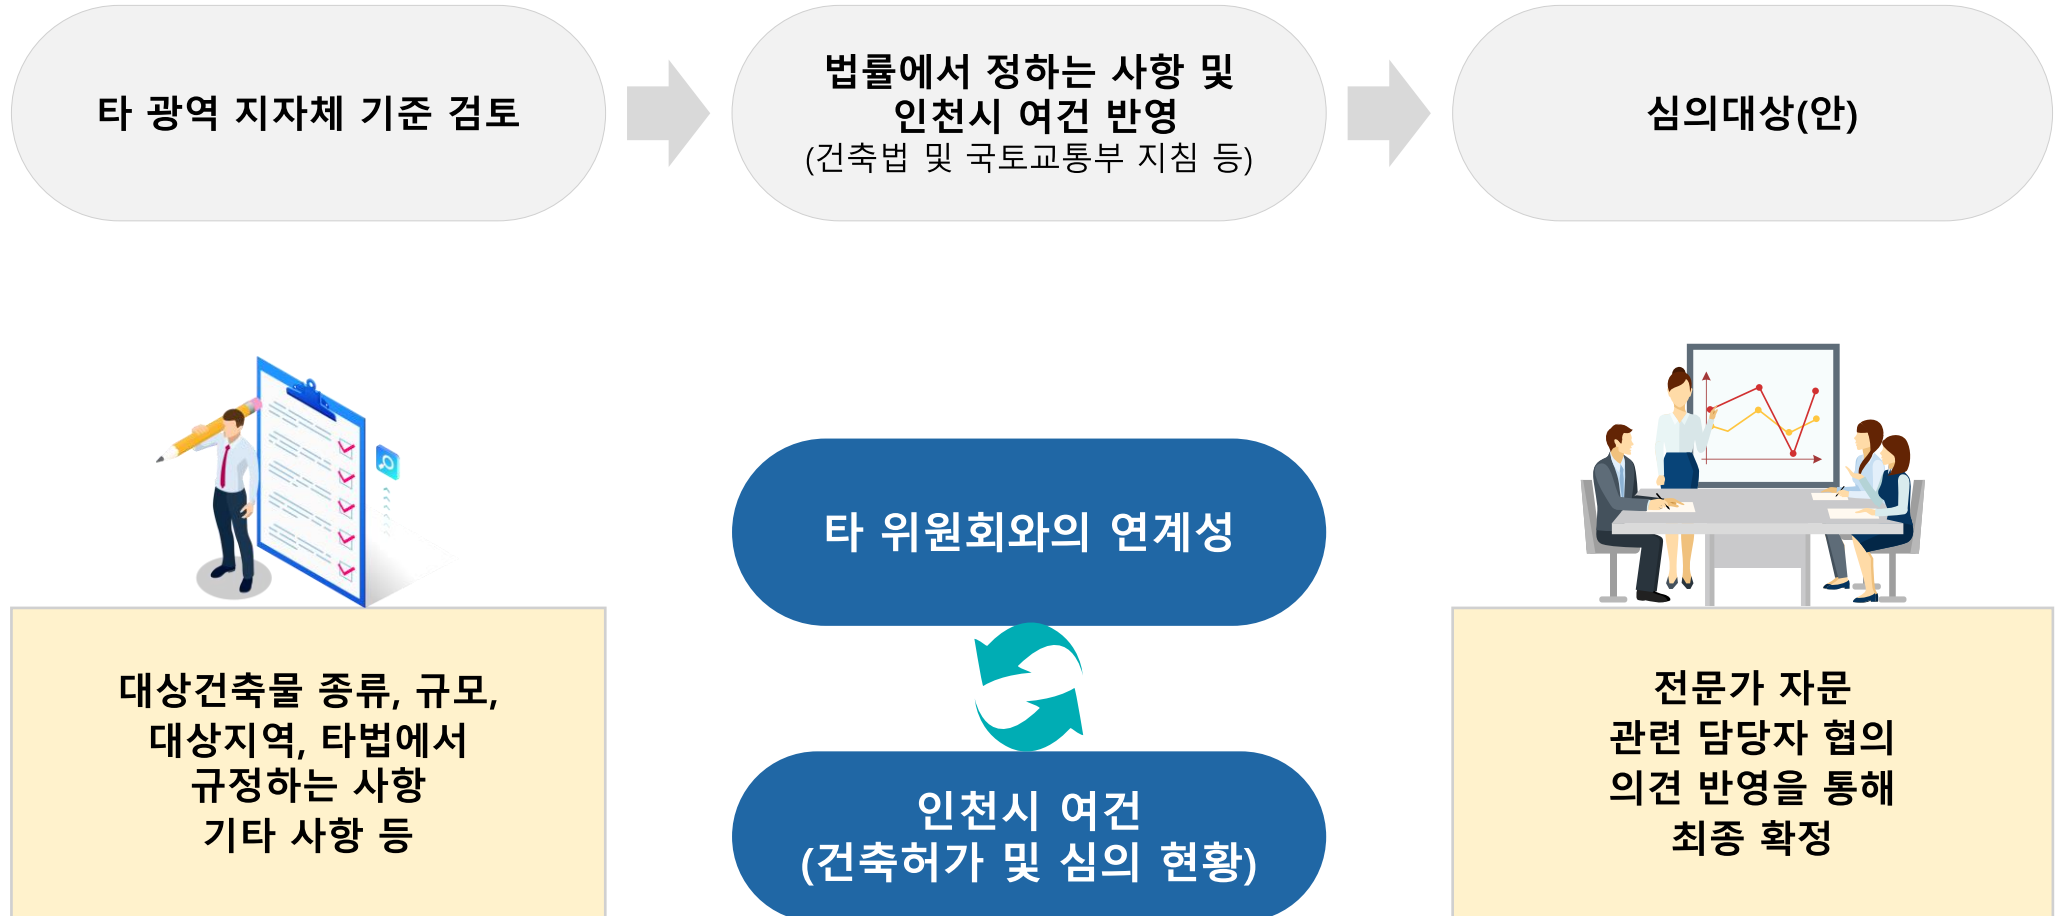 타 광역 지자체 기준 검토
법률에서 정하는 사항 및
인천시 여건 반영
(건축법 및 국토교통부 지침 등)
심의대상(안)
대상건축물 종류, 규모,
대상지역, 타법에서
규정하는 사항
기타 사항 등
타 위원회와의 연계성
인천시 여건
(건축허가 및 심의 현황)
전문가 자문
관련 담당자 협의
의견 반영을 통해
최종 확정